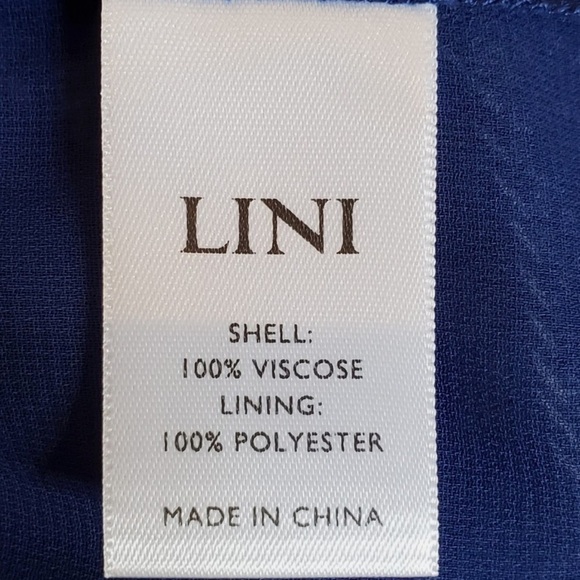 LINI
SHELL:
100% VISCOSE
LINING:
100% POLYESTER
MADE IN CHINA